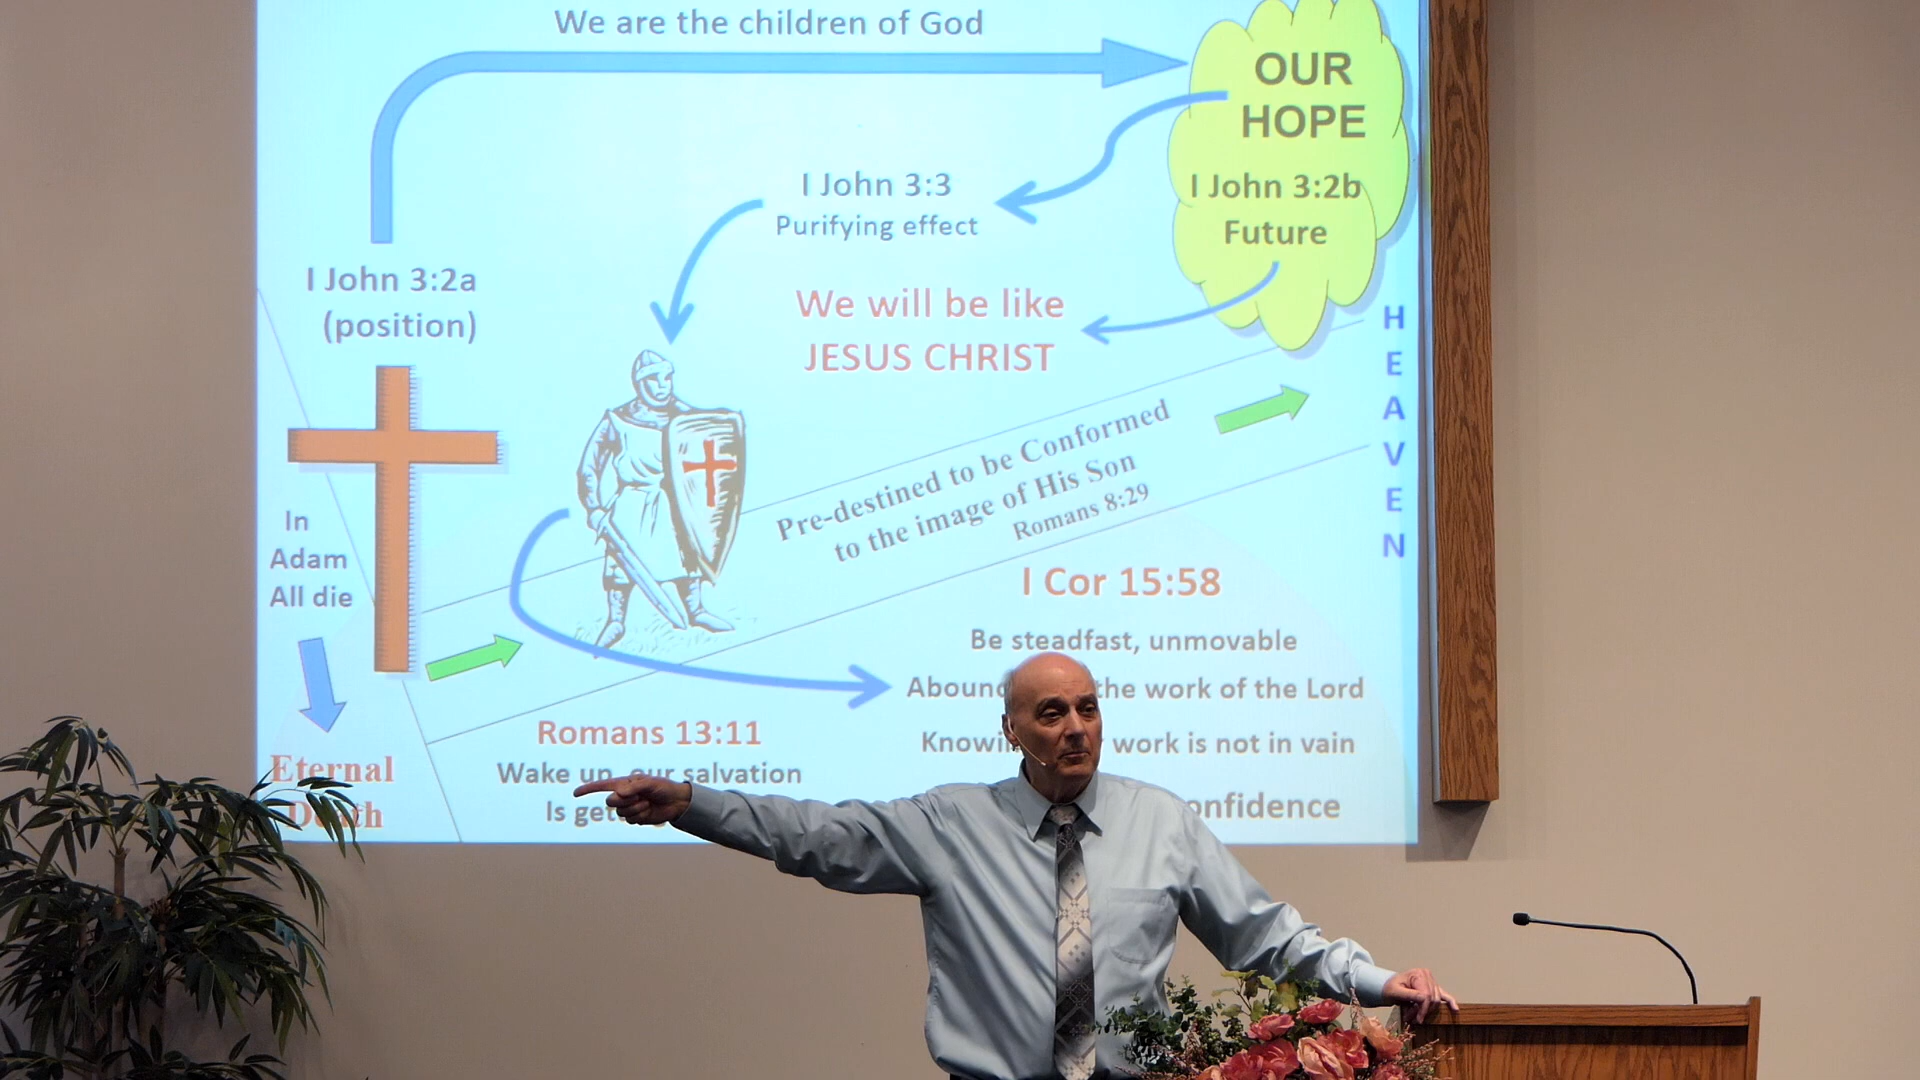 We are the children of God
OUR
HOPE
I John 3:2b
Future
I John 3:3
Purifying effect
I John 3:2a
(position)
We will be like
JESUS CHRIST
HEAVEN
Pre-destined to be Conformed
to the image of His Son
Romans 8:29
In
Adam
All die
Eternal
Death
I Cor 15:58
Be steadfast, unmovable
the work of the Lord
work is not in vain
Romans 13:11
Wake up, our salvation
Is